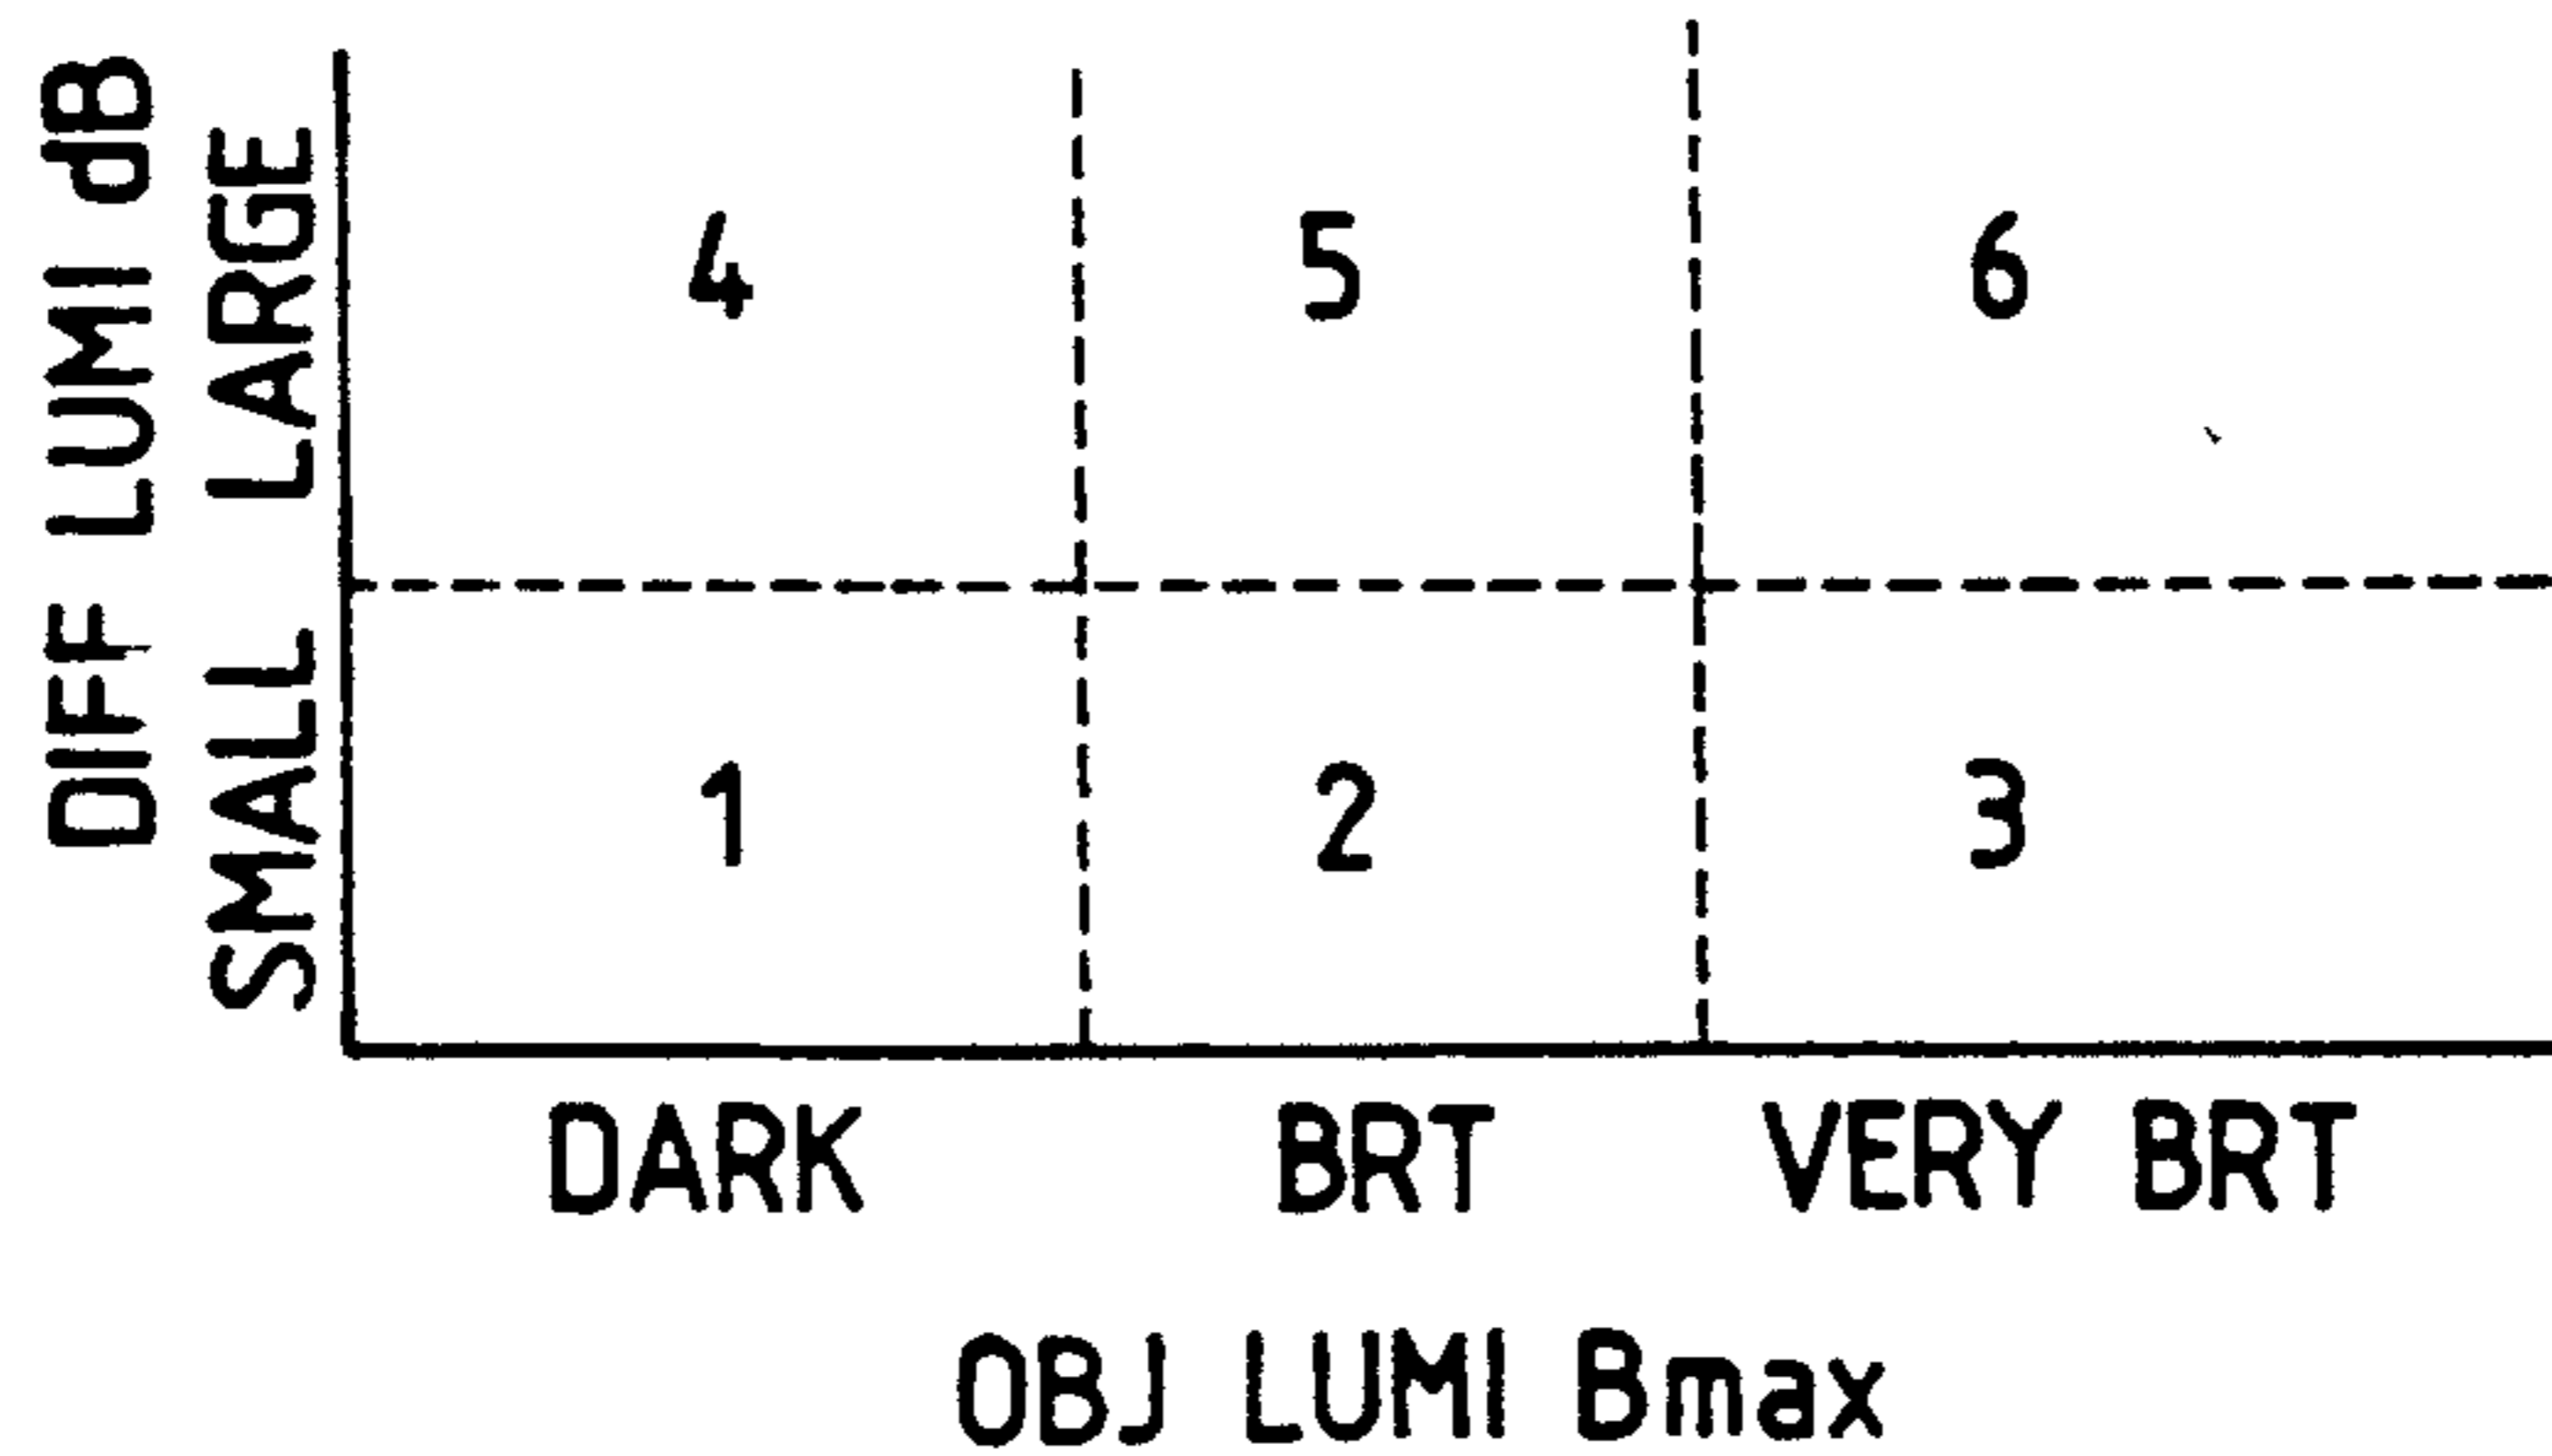 DIFF LUMI dB
SMALL LARGE
4 5 6
1 2 3
DARK BRT VERY BRT
OBJ LUMI Bmax